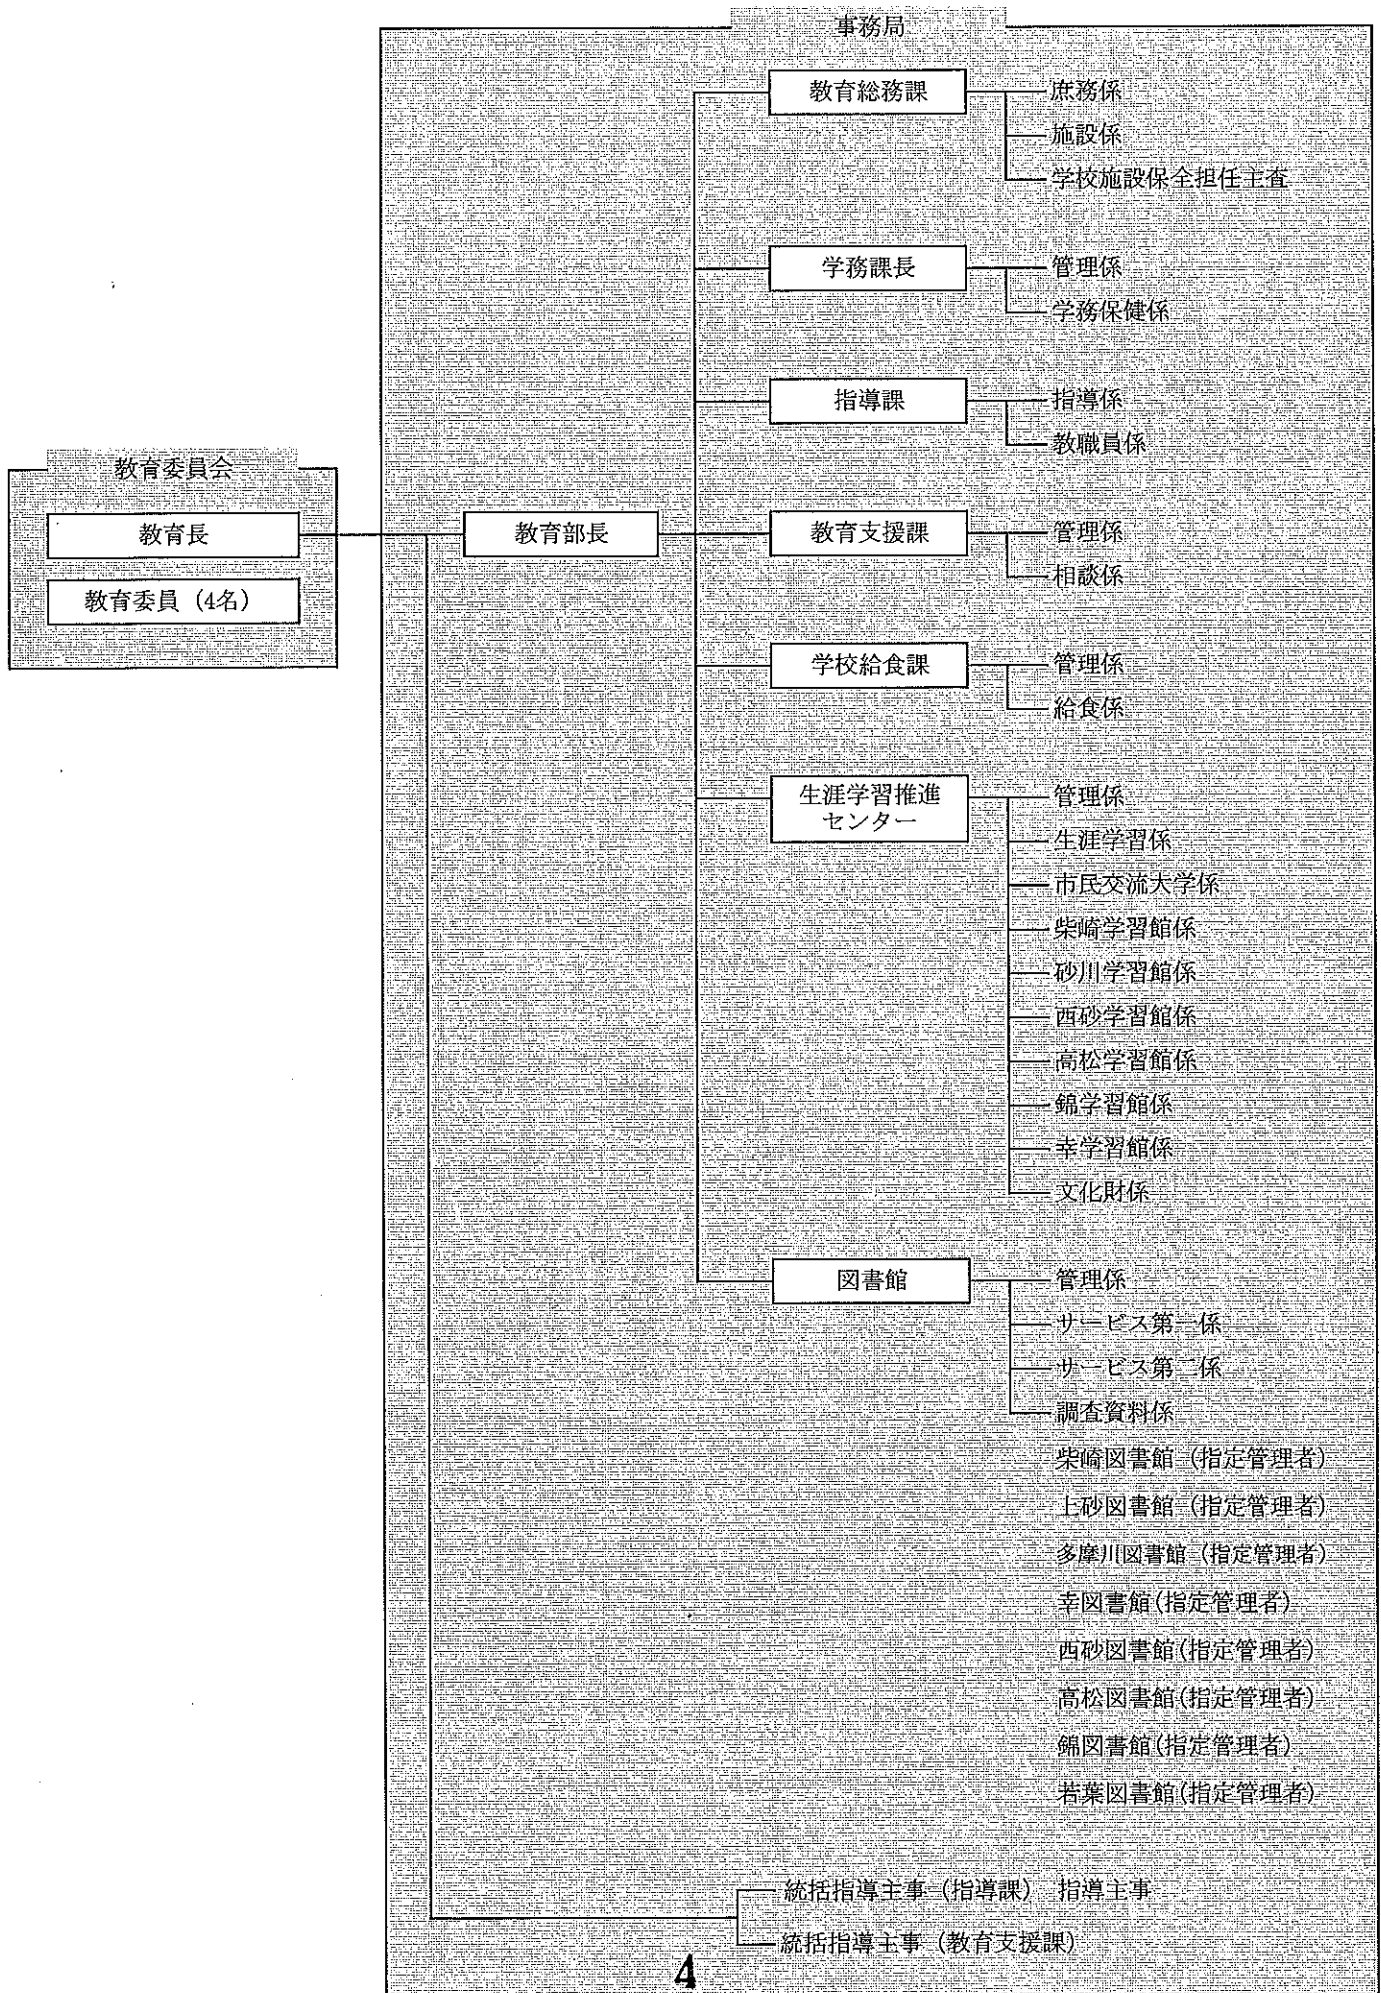 事務局
教育総務課
庶務係
施設係
学校施設保全担任主査
学務課長
管理係
学務保健係
指導課
指導係
教職員係
教育委員会
教育長
教育委員（4名）
教育部長
教育支援課
管理係
相談係
学校給食課
管理係
給食係
生涯学習推進
センター
管理係
生涯学習係
市民交流大学係
柴崎学習館係
砂川学習館係
西砂学習館係
高松学習館係
錦学習館係
幸学習館係
文化財係
図書館
管理係
サービス第一係
サービス第二係
調査資料係
柴崎図書館（指定管理者）
上砂図書館（指定管理者）
多摩川図書館（指定管理者）
幸図書館(指定管理者)
西砂図書館(指定管理者)
高松図書館(指定管理者)
錦図書館(指定管理者)
若葉図書館(指定管理者)
統括指導主事（指導課） 指導主事
統括指導主事（教育支援課）
4